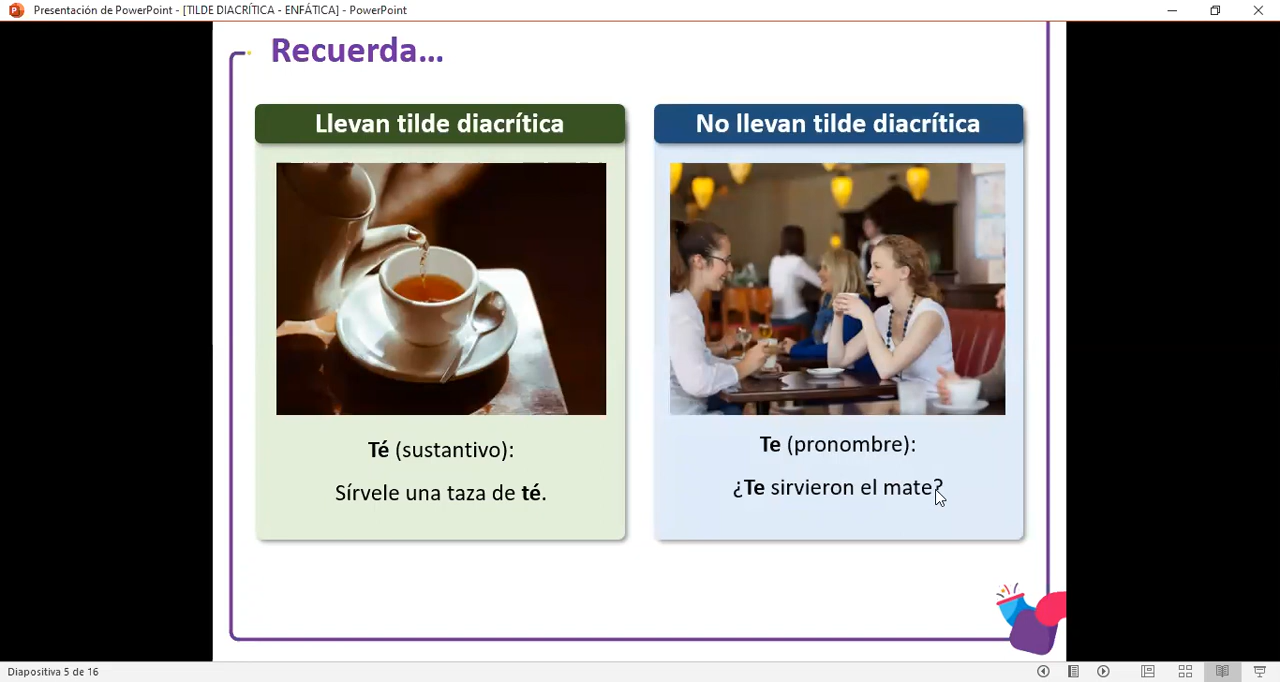 Presentación de PowerPoint - [TILDE DIACRÍTICA - ENFÁTICA] - PowerPoint
Recuerda...
Llevan tilde diacrítica
Té (sustantivo):
Sírvele una taza de té.
No llevan tilde diacrítica
Te (pronombre):
¿Te sirvieron el mate?
Diapositiva 5 de 16